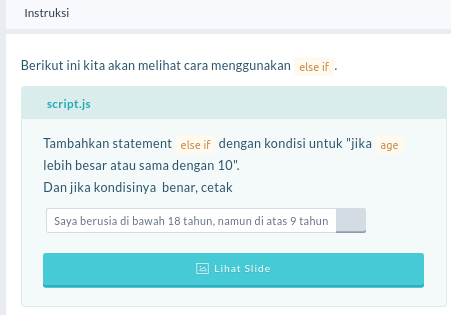 Instruksi
Berikut ini kita akan melihat cara menggunakan else if .
script.js
Tambahkan statement else if dengan kondisi untuk "jika age
lebih besar atau sama dengan 10".
Dan jika kondisinya benar, cetak
Saya berusia di bawah 18 tahun, namun di atas 9 tahun
Lihat Slide